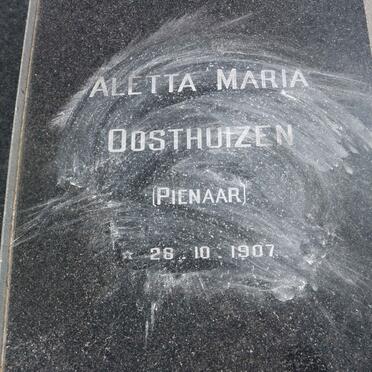 ALETTA MARIA
OOSTHUIZEN
(PIENAAR)
* 28.10.1907